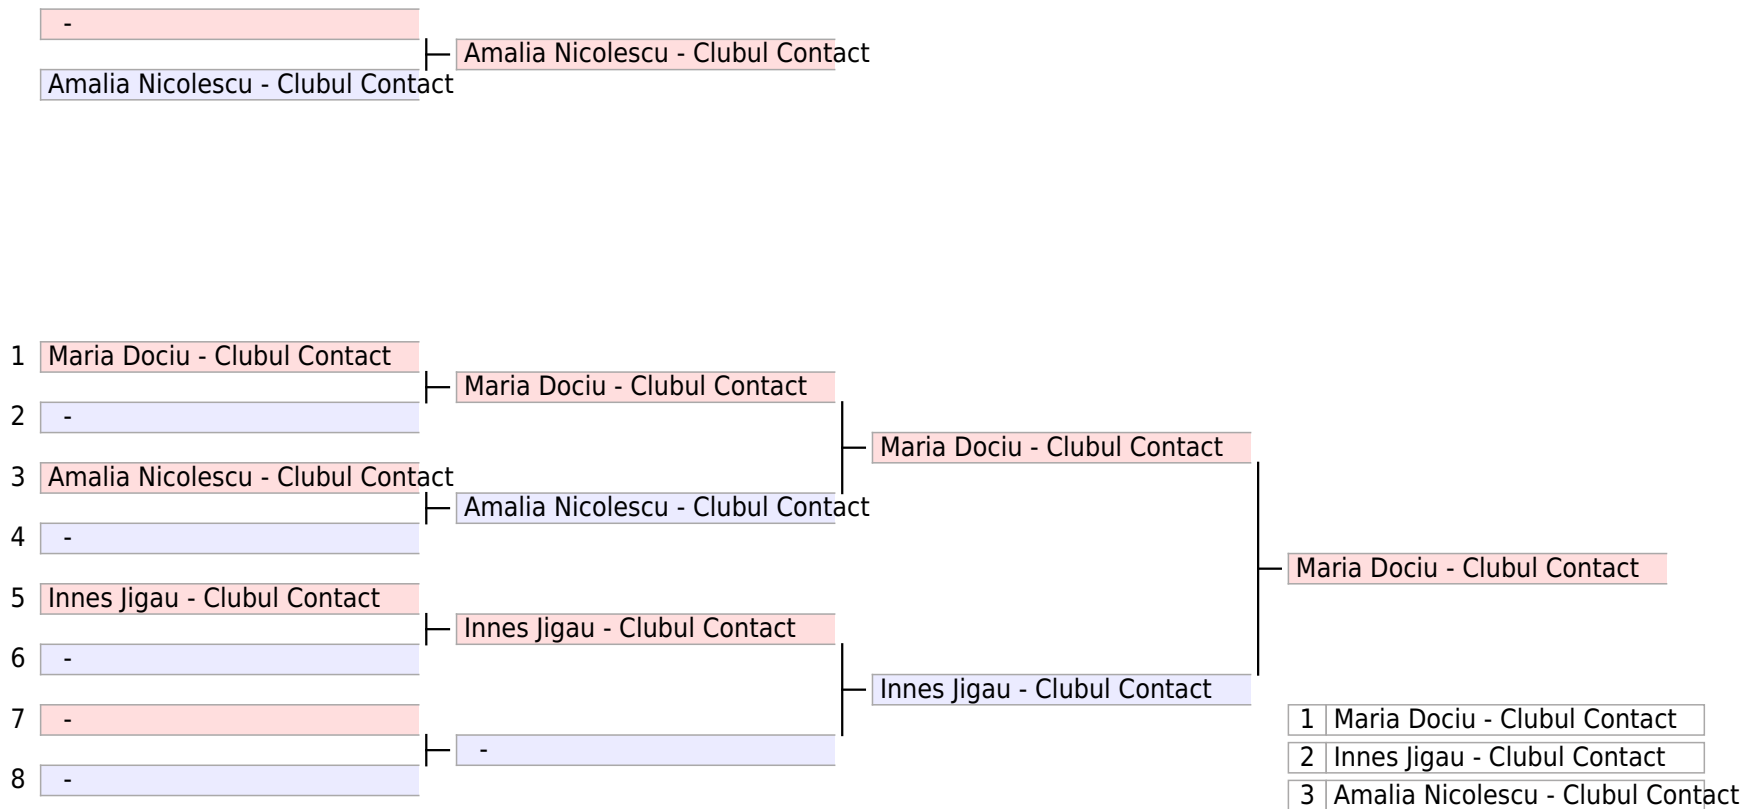 -
Amalia Nicolescu - Clubul Contact
Amalia Nicolescu - Clubul Contact
1 Maria Dociu - Clubul Contact
Maria Dociu - Clubul Contact
2 -
Maria Dociu - Clubul Contact
3 Amalia Nicolescu - Clubul Contact
Amalia Nicolescu - Clubul Contact
4 -
Maria Dociu - Clubul Contact
5 Innes Jigau - Clubul Contact
Innes Jigau - Clubul Contact
6 -
Innes Jigau - Clubul Contact
7 -
-
8 -
1 Maria Dociu - Clubul Contact
2 Innes Jigau - Clubul Contact
3 Amalia Nicolescu - Clubul Contact